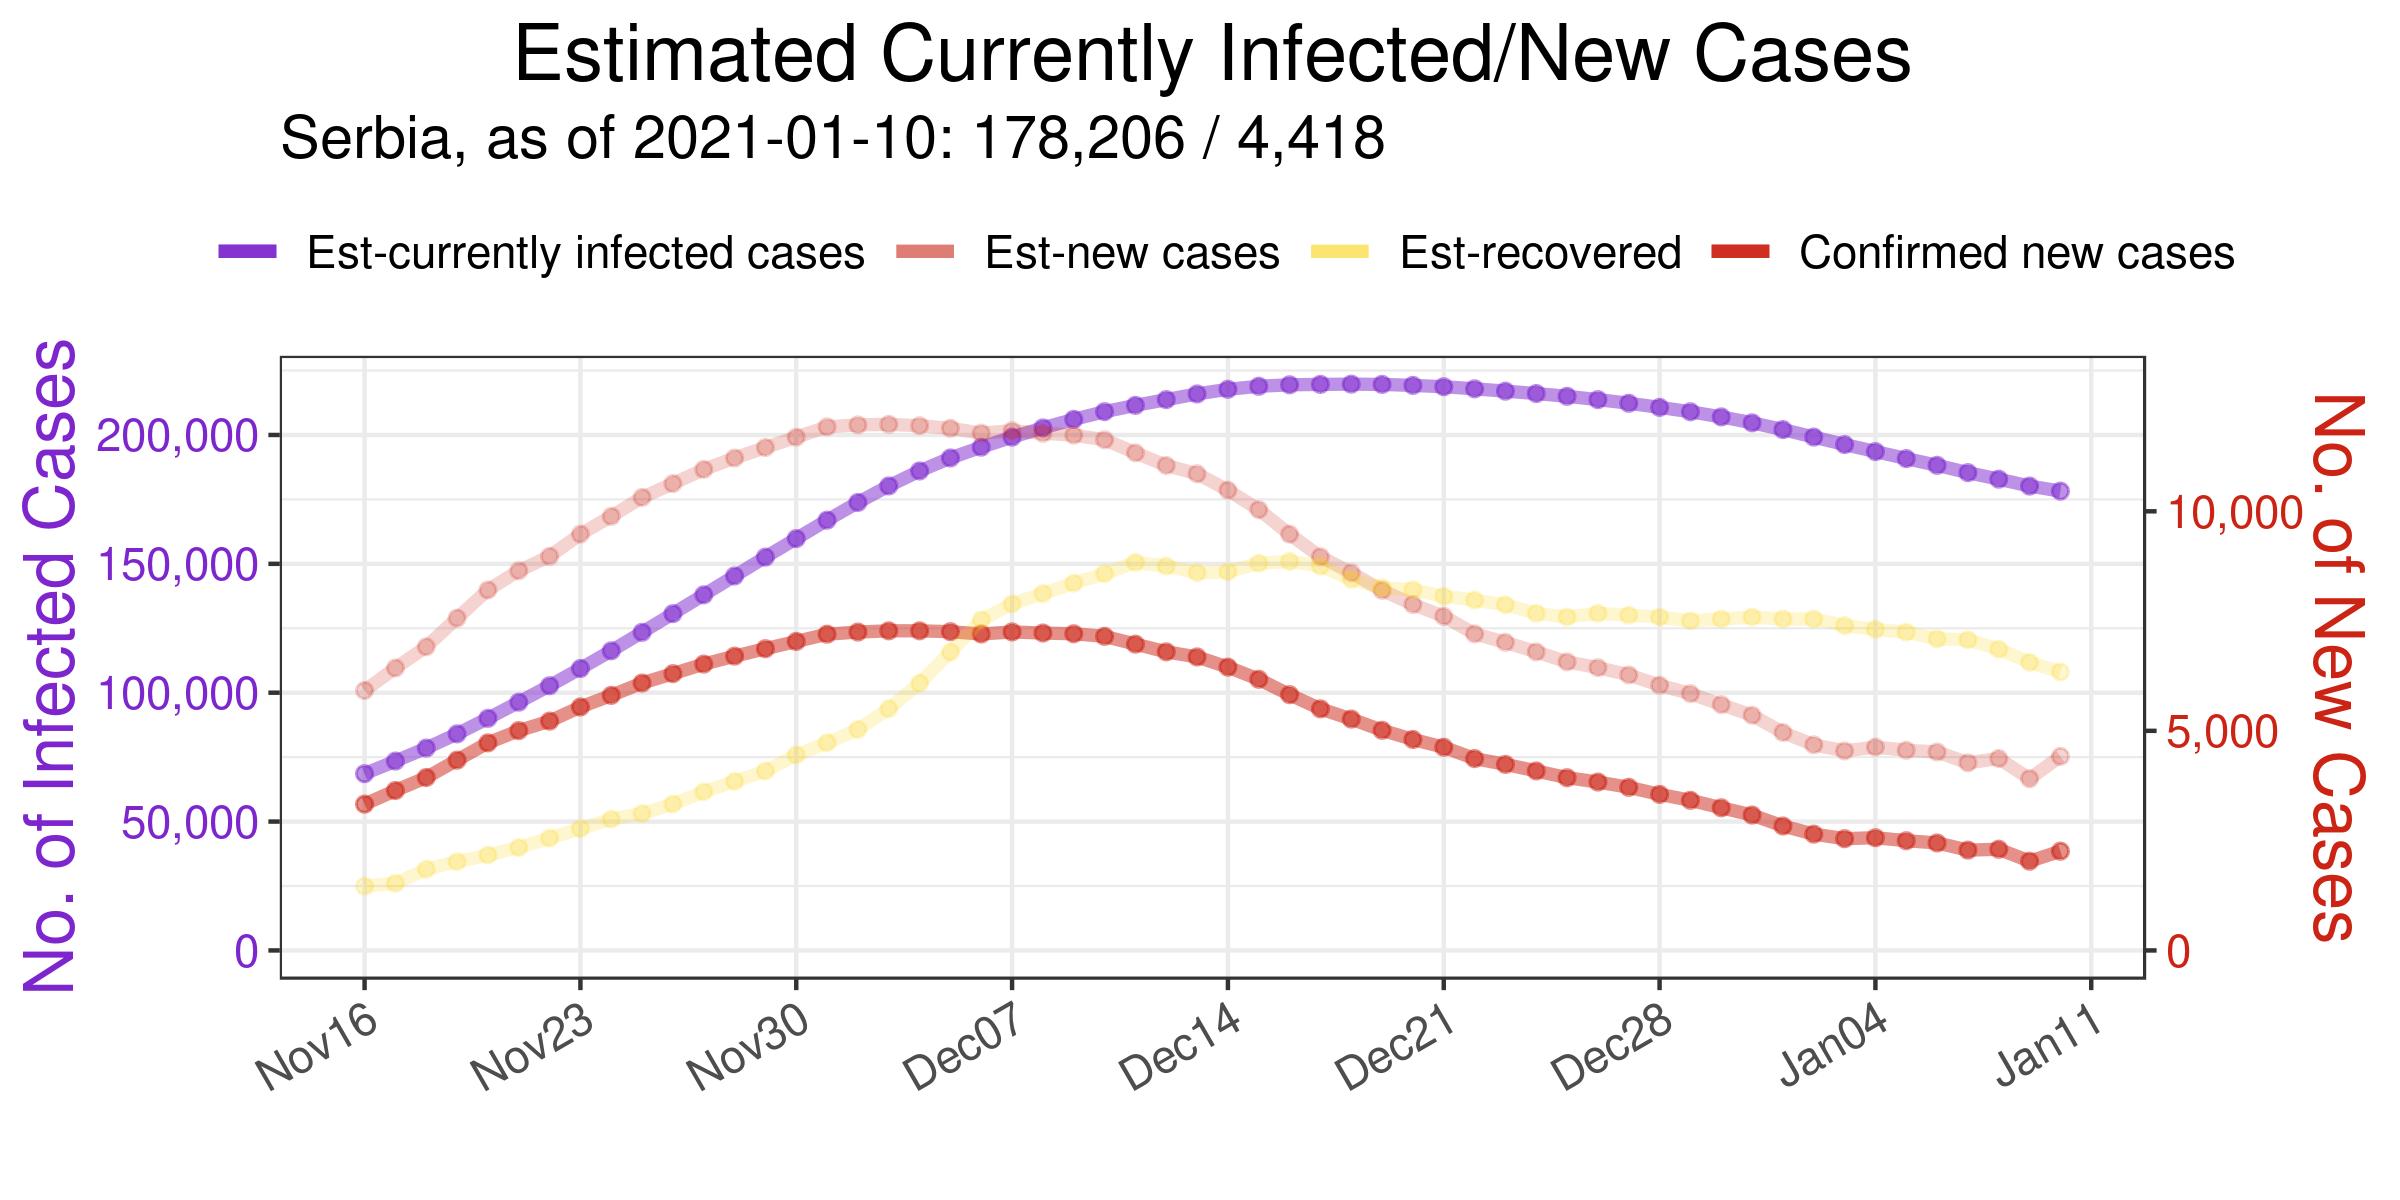 Estimated Currently Infected/New Cases
Serbia, as of 2021-01-10: 178,206 / 4,418
Est-currently infected cases Est-new cases Est-recovered Confirmed new cases
No. of Infected Cases
200,000
150,000
100,000
50,000
0
10,000
5,000
0
No. of New Cases
Nov16 Nov23 Nov30 Dec07 Dec14 Dec21 Dec28 Jan04 Jan11